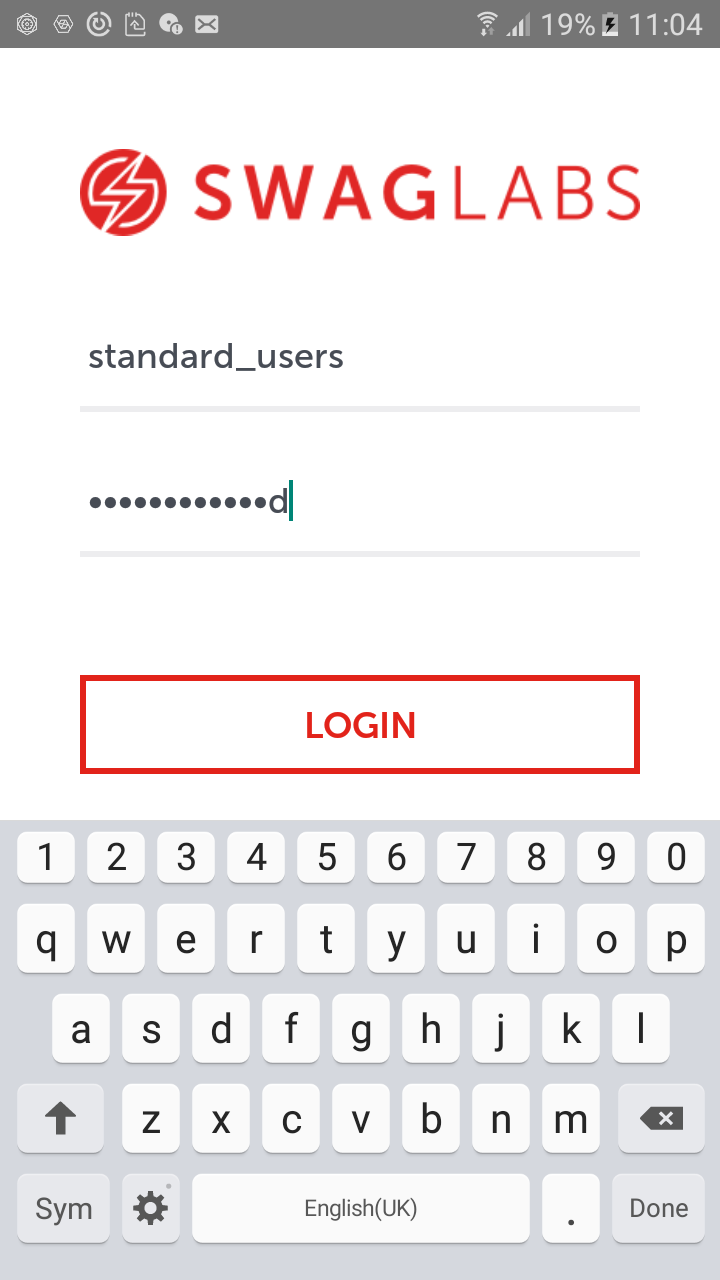 19% 11:04
SWAGLABS
standard_users
••••••••••••d
LOGIN
1 2 3 4 5 6 7 8 9 0
q w e r t y u i o p
a s d f g h j k l
z x c v b n m
Sym English(UK) . Done